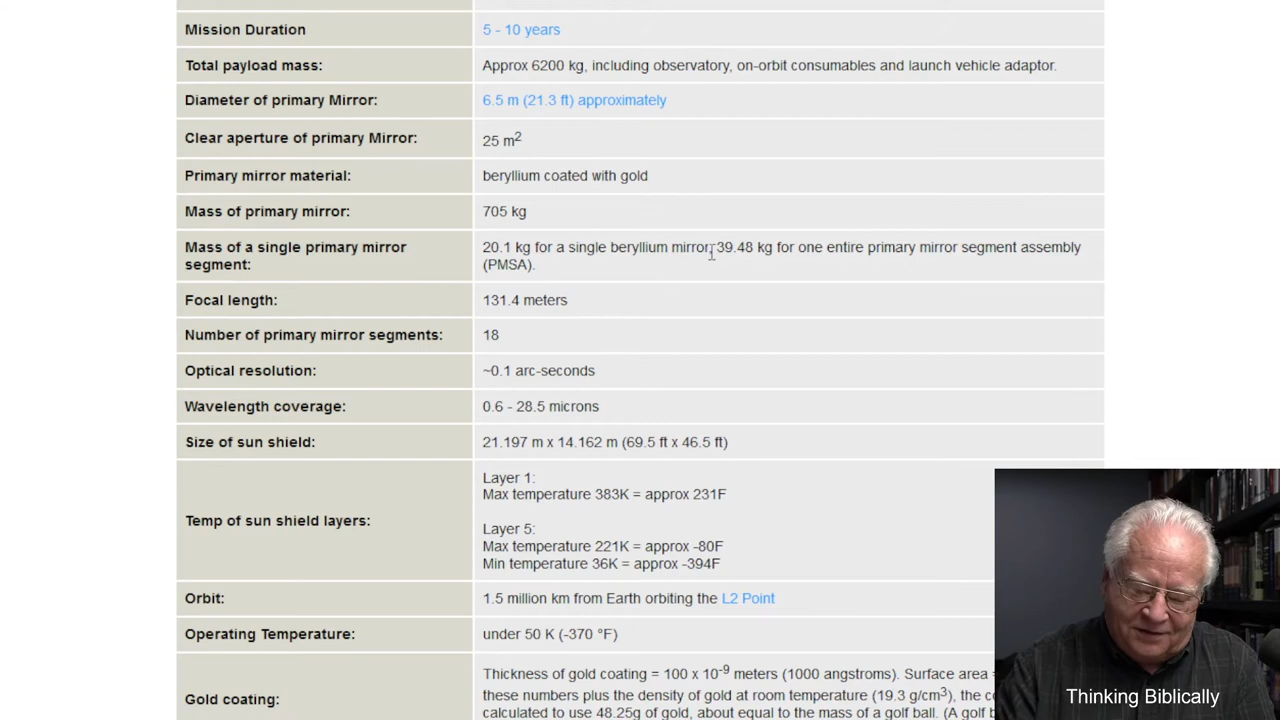 Mission Duration
5 - 10 years
Total payload mass:
Approx 6200 kg, including observatory, on-orbit consumables and launch vehicle adaptor.
Diameter of primary Mirror:
6.5 m (21.3 ft) approximately
Clear aperture of primary Mirror:
25 m2
Primary mirror material:
beryllium coated with gold
Mass of primary mirror:
705 kg
Mass of a single primary mirror
segment:
20.1 kg for a single beryllium mirror, 39.48 kg for one entire primary mirror segment assembly
(PMSA).
Focal length:
131.4 meters
Number of primary mirror segments:
18
Optical resolution:
~0.1 arc-seconds
Wavelength coverage:
0.6 - 28.5 microns
Size of sun shield:
21.197 m x 14.162 m (69.5 ft x 46.5 ft)
Temp of sun shield layers:
Layer 1:
Max temperature 383K = approx 231F
Layer 5:
Max temperature 221K = approx -80F
Min temperature 36K = approx -394F
Orbit:
1.5 million km from Earth orbiting the L2 Point
Operating Temperature:
under 50 K (-370 °F)
Gold coating:
Thickness of gold coating = 100 x 10-9 meters (1000 angstroms). Surface area =
these numbers plus the density of gold at room temperature (19.3 g/cm3), the
calculated to use 48.25g of gold, about equal to the mass of a golf ball. (A golf
Thinking Biblically